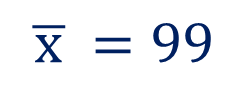 x̄ = 99